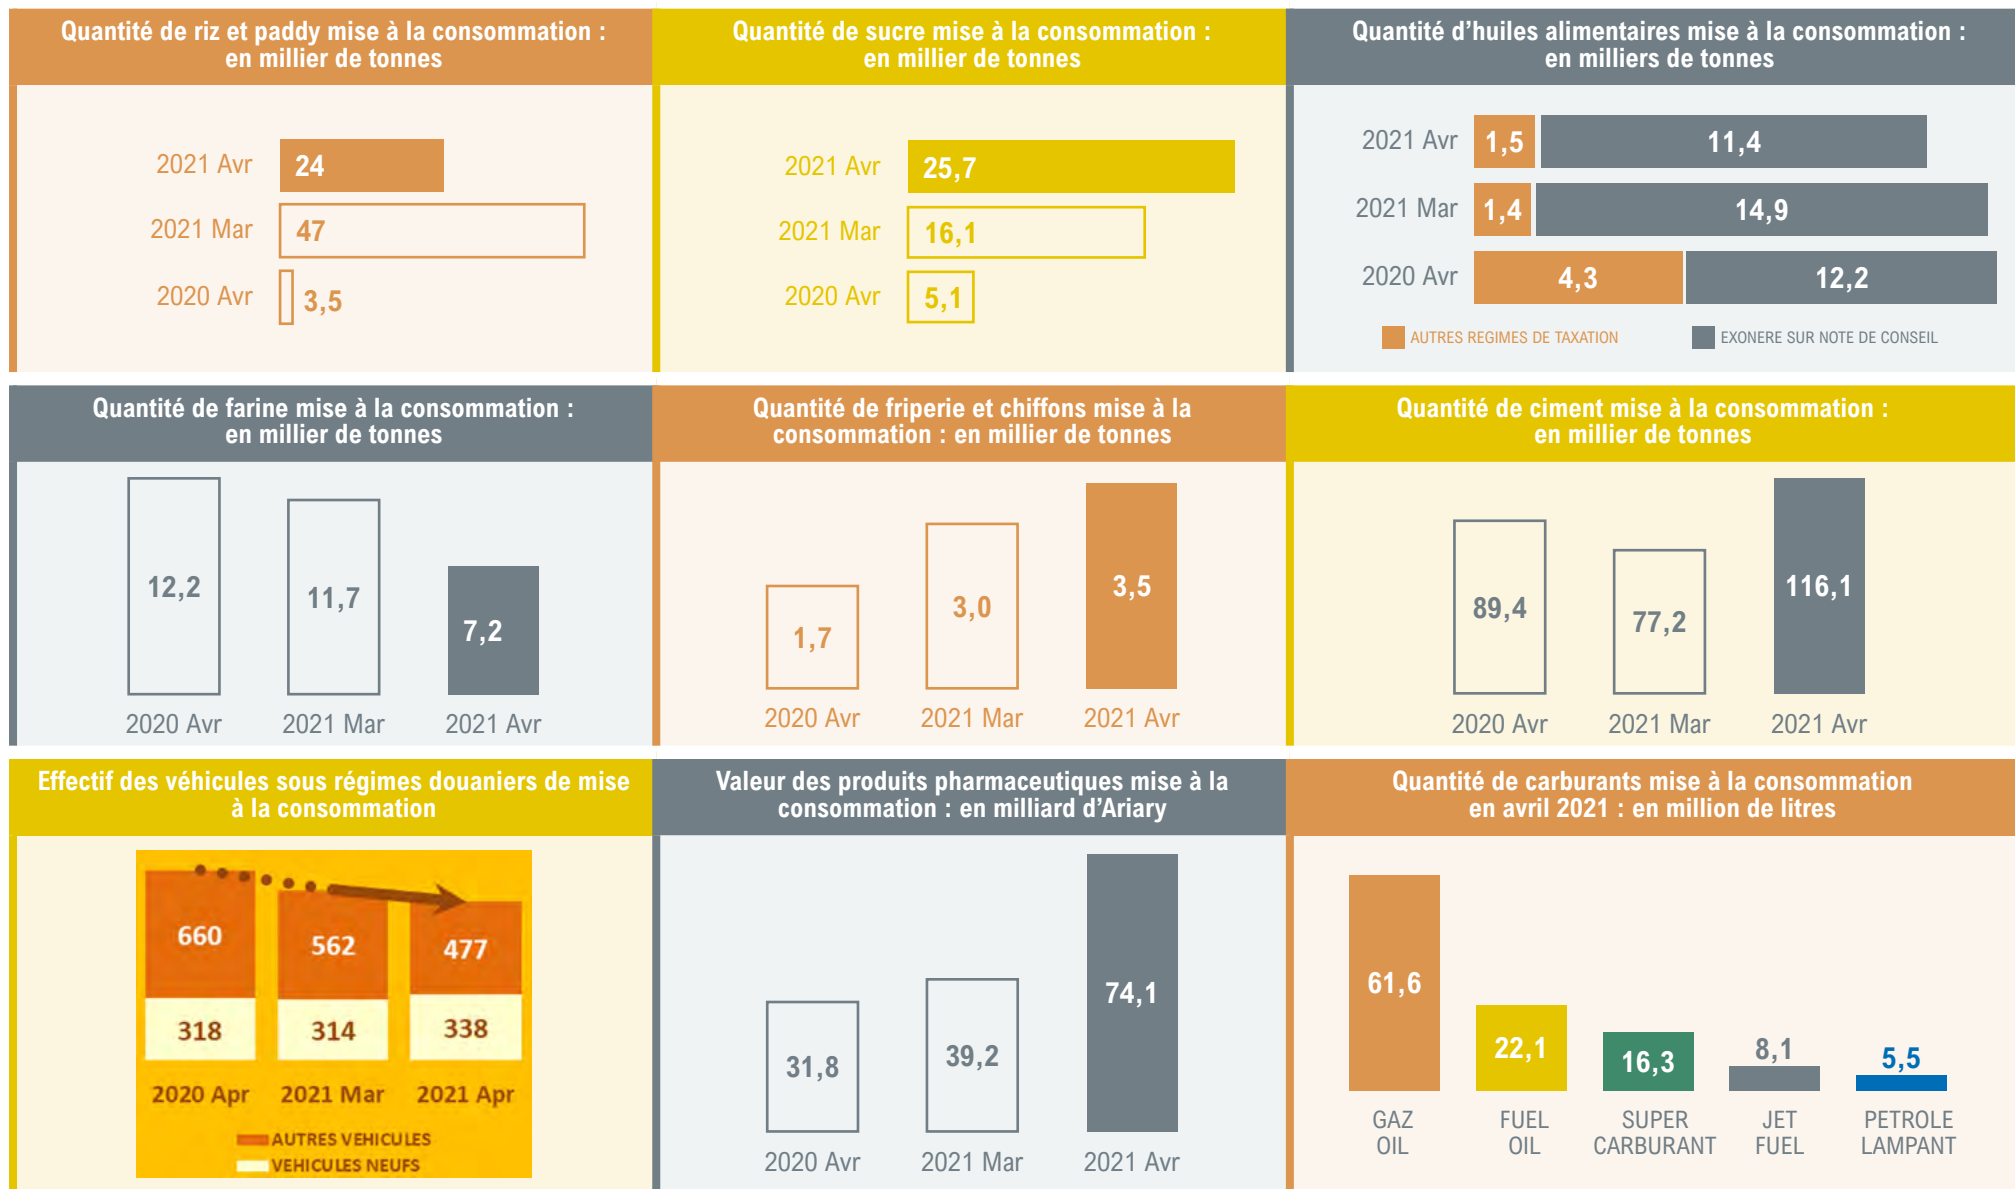 Quantité de riz et paddy mise à la consommation :
en millier de tonnes
2021 Avr 24
2021 Mar 47
2020 Avr 3,5
Quantité de sucre mise à la consommation :
en millier de tonnes
2021 Avr 25,7
2021 Mar 16,1
2020 Avr 5,1
Quantité d'huiles alimentaires mise à la consommation :
en milliers de tonnes
2021 Avr 1,5 11,4
2021 Mar 1,4 14,9
2020 Avr 4,3 12,2
AUTRES REGIMES DE TAXATION EXONERE SUR NOTE DE CONSEIL
Quantité de farine mise à la consommation :
en millier de tonnes
12,2 11,7 7,2
2020 Avr 2021 Mar 2021 Avr
Quantité de friperie et chiffons mise à la
consommation : en millier de tonnes
1,7 3,0 3,5
2020 Avr 2021 Mar 2021 Avr
Quantité de ciment mise à la consommation :
en millier de tonnes
89,4 77,2 116,1
2020 Avr 2021 Mar 2021 Avr
Effectif des véhicules sous régimes douaniers de mise
à la consommation
660 562 477
318 314 338
2020 Apr 2021 Mar 2021 Apr
AUTRES VEHICULES
VEHICULES NEUFS
Valeur des produits pharmaceutiques mise à la
consommation : en milliard d'Ariary
31,8 39,2 74,1
2020 Avr 2021 Mar 2021 Avr
Quantité de carburants mise à la consommation
en avril 2021 : en million de litres
61,6 22,1 16,3 8,1 5,5
GAZ FUEL SUPER JET PETROLE
OIL OIL CARBURANT FUEL LAMPANT